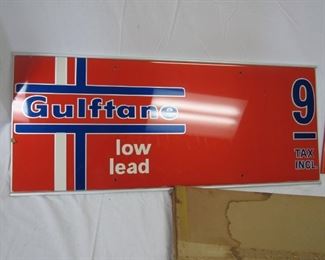 Gulftane
low
lead
9
TAX
INCL.